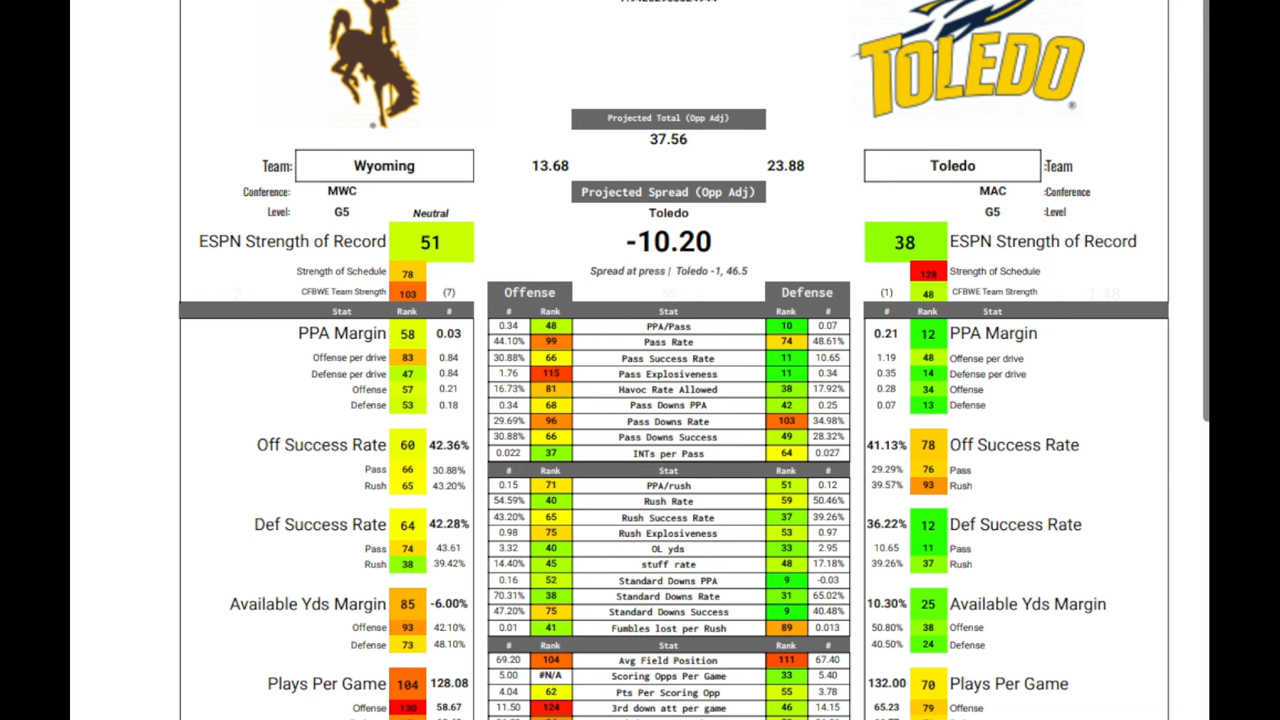 TOLEDO
Projected Total (Opp Adj)
37.56
Team: Wyoming 13.68 23.88 Toledo :Team
Conference: MWC Projected Spread (Opp Adj) MAC :Conference
Level: G5 Neutral Toledo G5 :Level
ESPN Strength of Record 51 -10.20 38 ESPN Strength of Record
Strength of Schedule 78 Spread at press | Toledo -1, 46.5 128 Strength of Schedule
CFBWE Team Strength 103 (7) Offense Defense (1) 48 CFBWE Team Strength
Stat Rank # # Rank Stat Rank # # Rank Stat
PPA Margin 58 0.03 0.34 48 PPA/Pass 10 0.07 0.21 12 PPA Margin
44.10% 99 Pass Rate 74 48.61%
Offense per drive 83 0.84 30.88% 66 Pass Success Rate 11 10.65 1.19 48 Offense per drive
Defense per drive 47 0.84 1.76 115 Pass Explosiveness 11 0.34 0.35 14 Defense per drive
Offense 57 0.21 16.73% 81 Havoc Rate Allowed 38 17.92% 0.28 34 Offense
Defense 53 0.18 0.34 68 Pass Downs PPA 42 0.25 0.07 13 Defense
29.69% 96 Pass Downs Rate 103 34.98%
Off Success Rate 60 42.36% 30.88% 66 Pass Downs Success 49 28.32% 41.13% 78 Off Success Rate
0.022 37 INTs per Pass 64 0.027
Pass 66 30.88% # Rank Stat Rank # 29.29% 76 Pass
Rush 65 43.20% 0.15 71 PPA/rush 51 0.12 39.57% 93 Rush
54.59% 40 Rush Rate 59 50.46%
Def Success Rate 64 42.28% 43.20% 65 Rush Success Rate 37 39.26% 36.22% 12 Def Success Rate
0.98 75 Rush Explosiveness 53 0.97
Pass 74 43.61 3.32 40 OL yds 33 2.95 10.65 11 Pass
Rush 38 39.42% 14.40% 45 stuff rate 48 17.18% 39.26% 37 Rush
0.16 52 Standard Downs PPA 9 -0.03
Available Yds Margin 85 -6.00% 70.31% 38 Standard Downs Rate 31 65.02% 10.30% 25 Available Yds Margin
47.20% 75 Standard Downs Success 9 40.48%
Offense 93 42.10% 0.01 41 Fumbles lost per Rush 89 0.013 50.80% 38 Offense
Defense 73 48.10% # Rank Stat Rank # 40.50% 24 Defense
69.20 104 Avg Field Position 111 67.40
Plays Per Game 104 128.08 5.00 #N/A Scoring Opps Per Game 33 5.40 132.00 70 Plays Per Game
4.04 62 Pts Per Scoring Opp 55 3.78
Offense 130 58.67 11.50 124 3rd down att per game 46 14.15 65.23 79 Offense